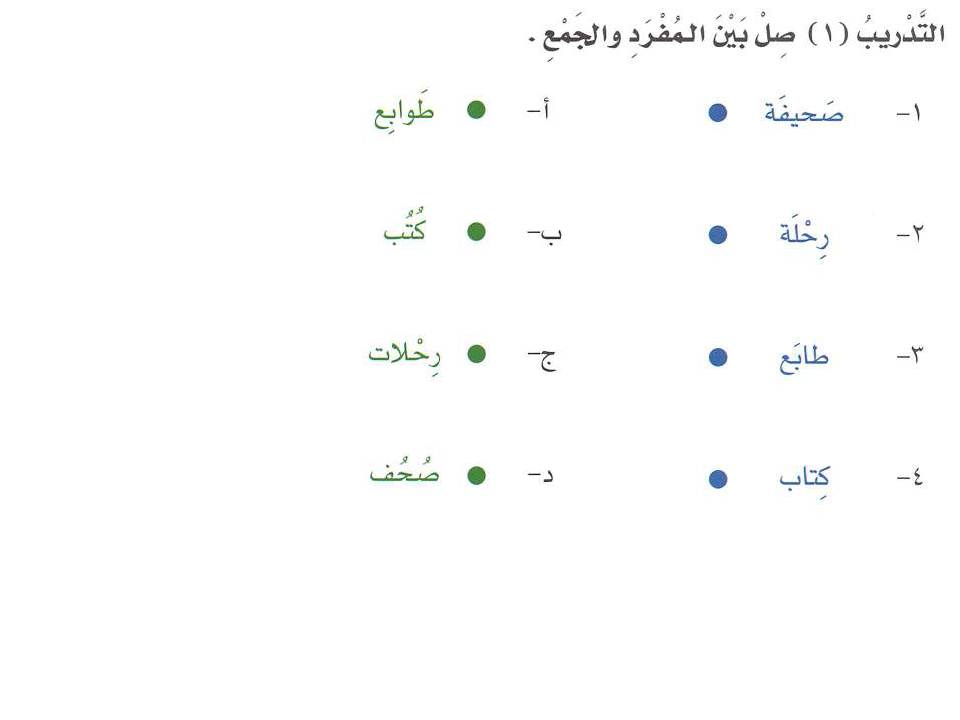 التَّدْريبُ (١) صِلْ بَيْنَ المُفْرَدِ والجَمْعِ .
١- صَحيفَة ● أ- ● طَوابِع
٢- رِحْلَة ● ب- ● كُتُب
٣- طابَع ● ج- ● رِحْلات
٤- كِتاب ● د- ● صُحُف